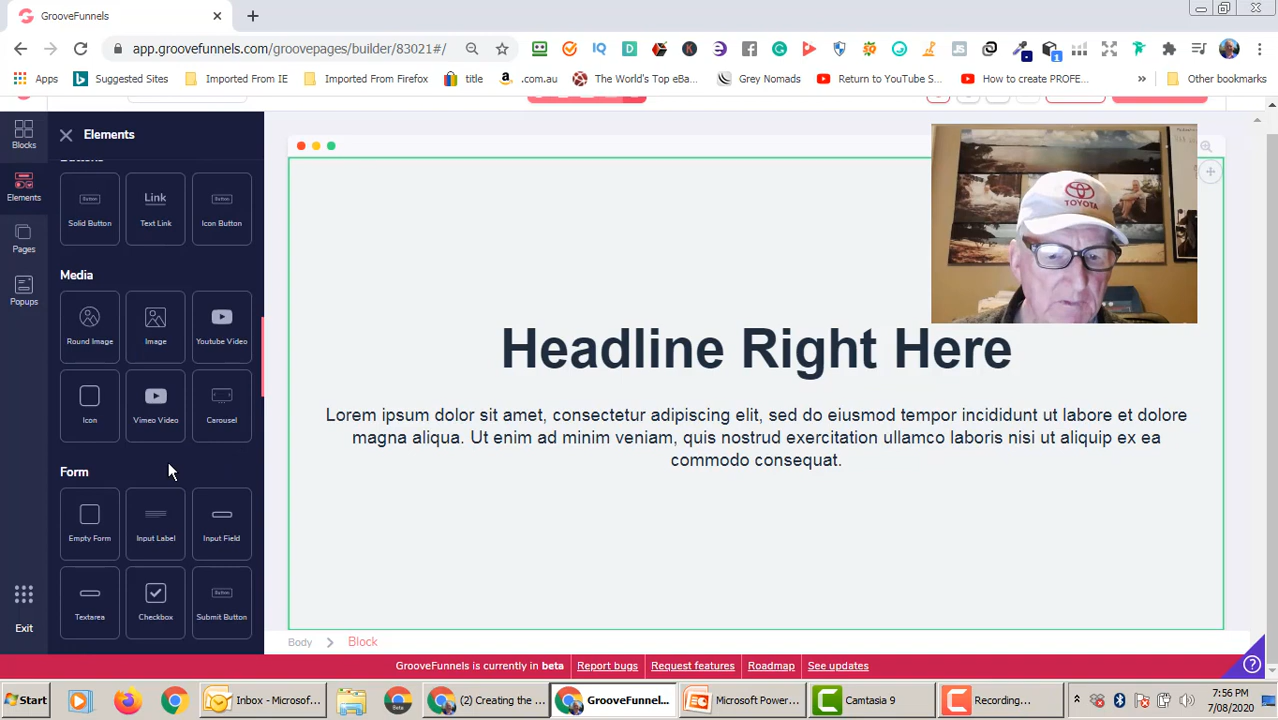 GrooveFunnels
app.groovefunnels.com/groovepages/builder/83021#/
Apps
Suggested Sites
Imported From IE
Imported From Firefox
title
.com.au
The World's Top eBa...
Grey Nomads
Return to YouTube S...
How to create PROFE...
Other bookmarks
Blocks
Elements
Pages
Popups
Exit
Elements
Buttons
Button
Solid Button
Link
Text Link
Button
Icon Button
Media
Round Image
Image
Youtube Video
Icon
Vimeo Video
Carousel
Form
Empty Form
Input Label
Input Field
Textarea
Checkbox
Button
Submit Button
TOYOTA
Headline Right Here
Lorem ipsum dolor sit amet, consectetur adipiscing elit, sed do eiusmod tempor incididunt ut labore et dolore
magna aliqua. Ut enim ad minim veniam, quis nostrud exercitation ullamco laboris nisi ut aliquip ex ea
commodo consequat.
Body
Block
GrooveFunnels is currently in beta
Report bugs
Request features
Roadmap
See updates
Start
Inbox - Microsof...
Beta
(2) Creating the ...
GrooveFunnel...
Microsoft Power...
Camtasia 9
Recording...
7:56 PM
7/08/2020